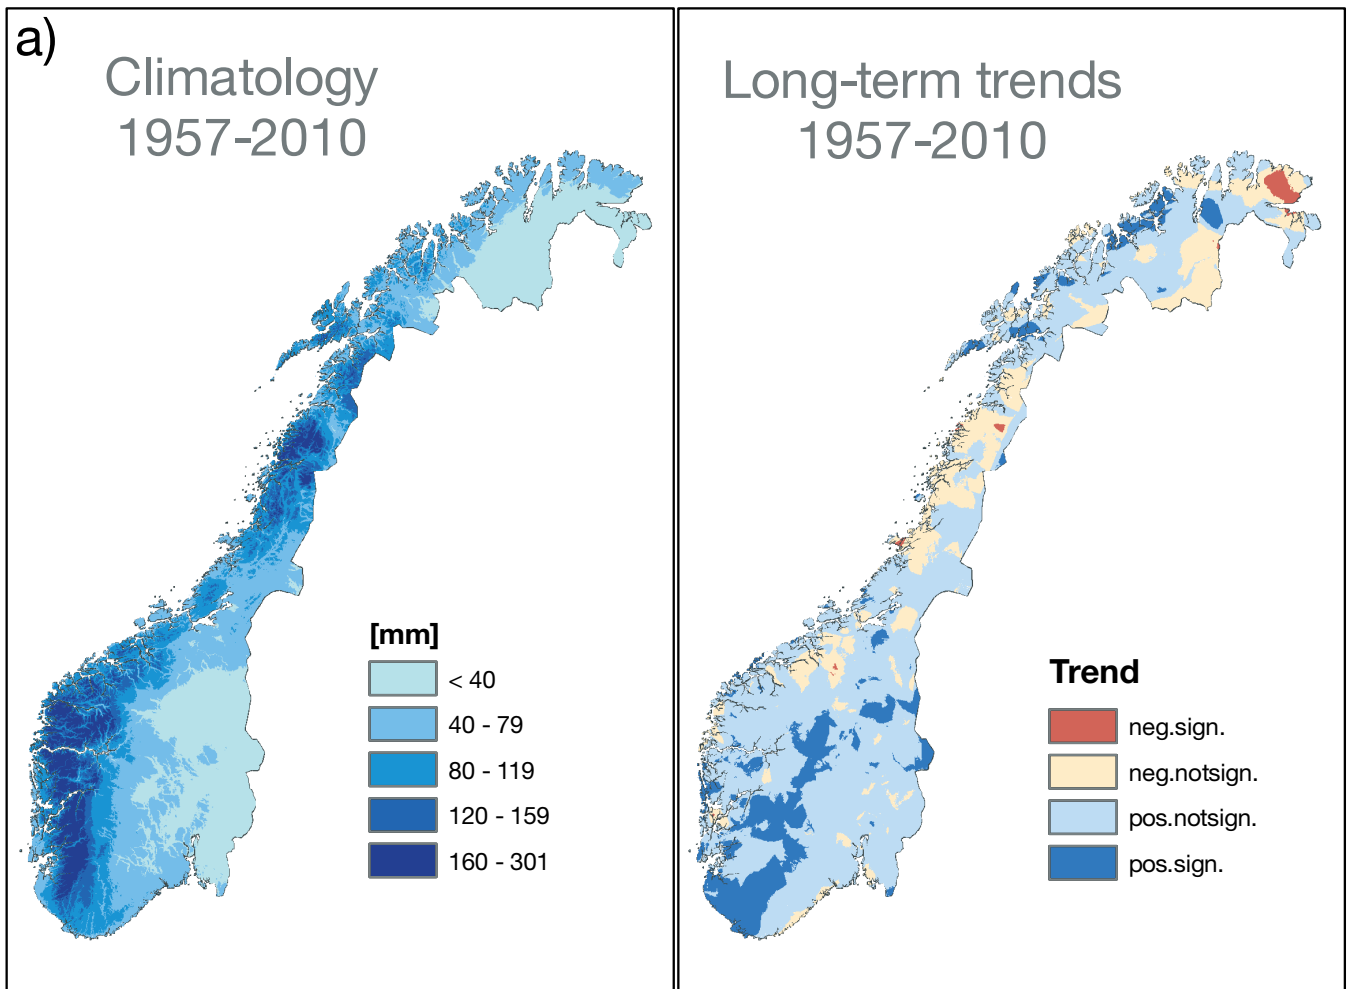 a)
Climatology
1957-2010
[mm]
< 40
40 - 79
80 - 119
120 - 159
160 - 301
Long-term trends
1957-2010
Trend
neg.sign.
neg.notsign.
pos.notsign.
pos.sign.